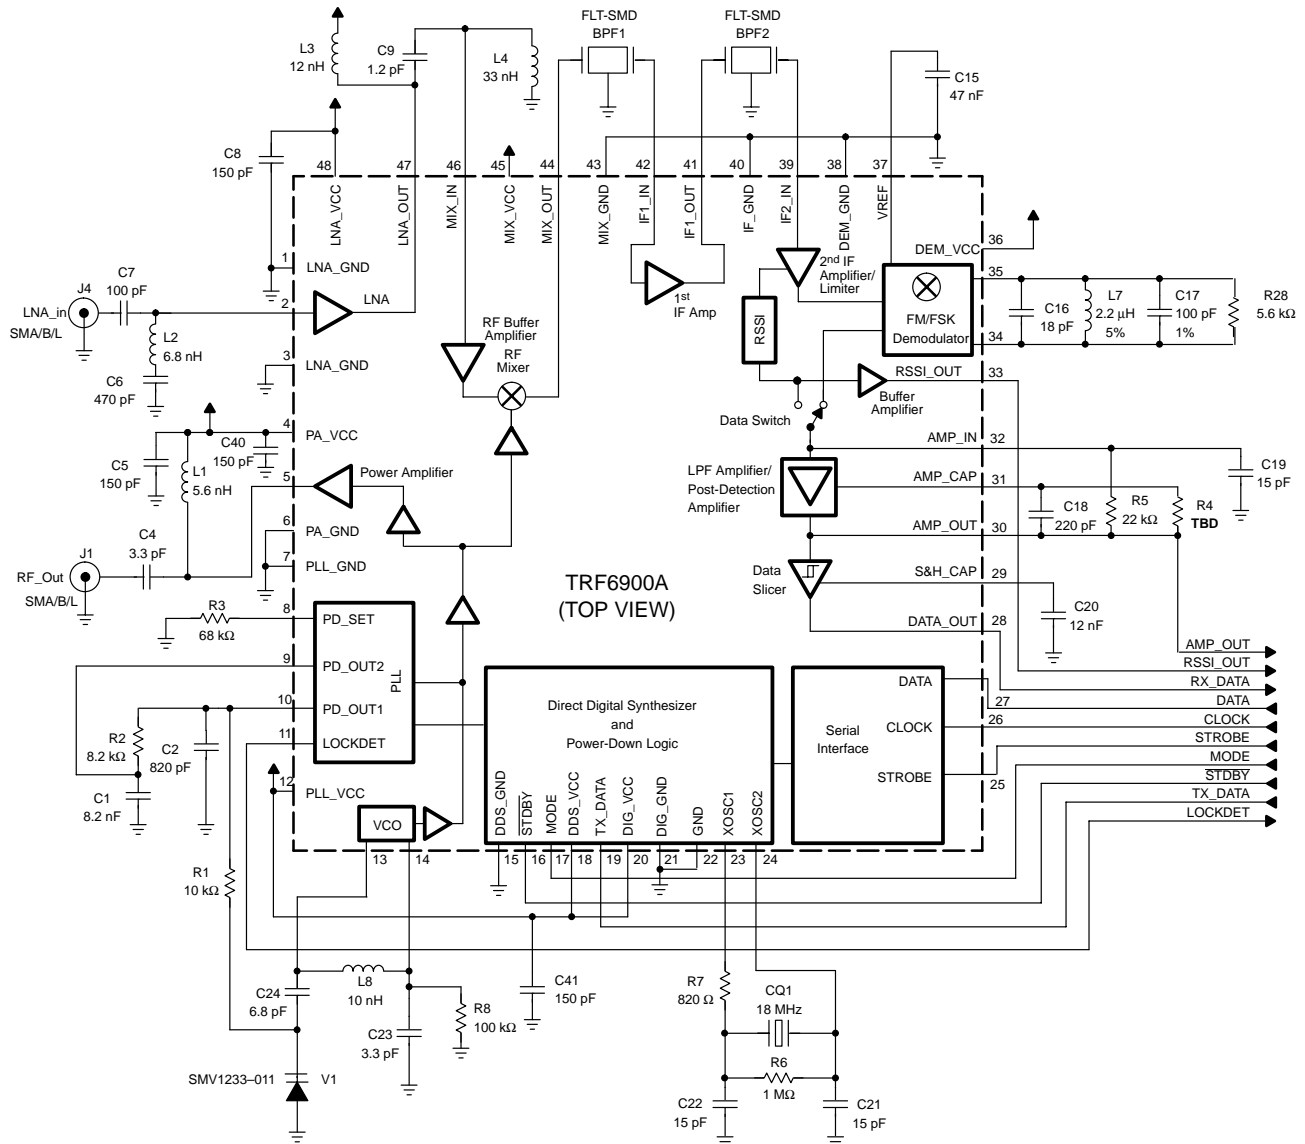 FLT-SMD
BPF1
FLT-SMD
BPF2
L3
12 nH
C9
1.2 pF
L4
33 nH
C15
47 nF
C8
150 pF
48
47
46
45
44
43
42
41
40
39
38
37
LNA_VCC
LNA_OUT
MIX_IN
MIX_VCC
MIX_OUT
MIX_GND
IF1_IN
IF1_OUT
IF_GND
IF2_IN
DEM_GND
VREF
DEM_VCC
36
1
LNA_GND
C7
100 pF
J4
LNA_in
SMA/B/L
2
LNA
L2
6.8 nH
C6
470 pF
3
LNA_GND
RF Buffer
Amplifier
RF
Mixer
1st
IF Amp
2nd IF
Amplifier/
Limiter
RSSI
35
FM/FSK
Demodulator
34
C16
18 pF
L7
2.2 μH
5%
C17
100 pF
1%
R28
5.6 kΩ
RSSI_OUT
33
Buffer
Amplifier
Data Switch
4
PA_VCC
C40
150 pF
C5
150 pF
L1
5.6 nH
5
Power Amplifier
AMP_IN
32
LPF Amplifier/
Post-Detection
Amplifier
AMP_CAP
31
C18
220 pF
R5
22 kΩ
R4
TBD
C19
15 pF
AMP_OUT
30
6
PA_GND
7
PLL_GND
C4
3.3 pF
J1
RF_Out
SMA/B/L
TRF6900A
(TOP VIEW)
Data
Slicer
S&H_CAP
29
C20
12 nF
DATA_OUT
28
R3
68 kΩ
8
PD_SET
9
PD_OUT2
10
PD_OUT1
11
LOCKDET
PLL
R2
8.2 kΩ
C2
820 pF
C1
8.2 nF
12
PLL_VCC
Direct Digital Synthesizer
and
Power-Down Logic
Serial
Interface
DATA
CLOCK
STROBE
27
26
25
AMP_OUT
RSSI_OUT
RX_DATA
DATA
CLOCK
STROBE
MODE
STDBY
TX_DATA
LOCKDET
VCO
DDS_GND
STDBY
MODE
DDS_VCC
TX_DATA
DIG_VCC
DIG_GND
GND
XOSC1
XOSC2
13
14
15
16
17
18
19
20
21
22
23
24
R1
10 kΩ
C24
6.8 pF
L8
10 nH
C23
3.3 pF
R8
100 kΩ
C41
150 pF
R7
820 Ω
CQ1
18 MHz
R6
1 MΩ
C22
15 pF
C21
15 pF
SMV1233–011
V1